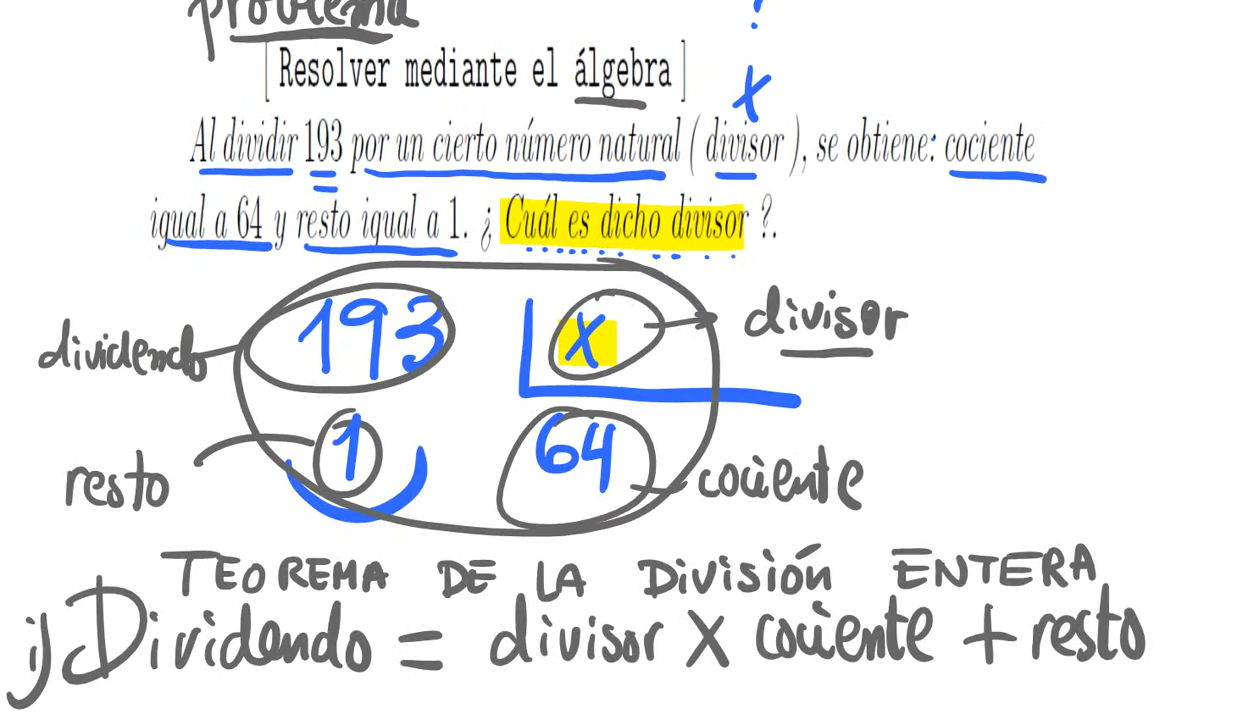 problema
?
[ Resolver mediante el álgebra ]
x
Al dividir 193 por un cierto número natural ( divisor ), se obtiene: cociente
igual a 64 y resto igual a 1. ¿ Cuál es dicho divisor ?.
dividendo 193 x divisor
resto 1 64 cociente
TEOREMA DE LA División ENTERA
i) Dividendo = divisor x cociente + resto